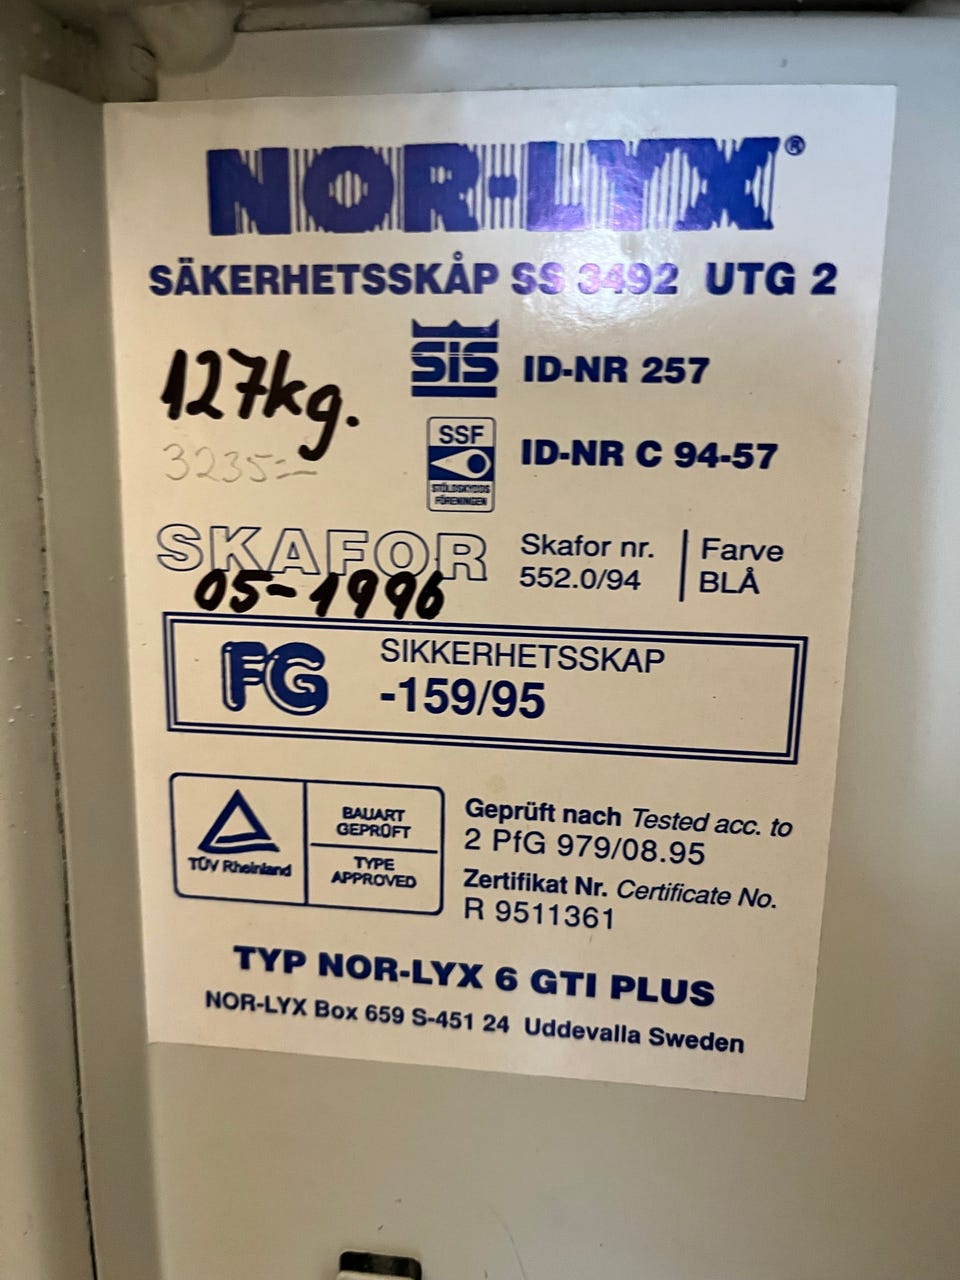 NOR-LYX®
SÄKERHETSSKÅP SS 3492 UTG 2
127kg.
3235=
SIS
ID-NR 257
SSF
STÖLDSKYDDS
FÖRENINGEN
ID-NR C 94-57
SKAFOR
05-1996
Skafor nr.
552.0/94
Farve
BLÅ
FG
SIKKERHETSSKAP
-159/95
TÜV Rheinland
BAUART
GEPRÜFT
TYPE
APPROVED
Geprüft nach Tested acc. to
2 PfG 979/08.95
Zertifikat Nr. Certificate No.
R 9511361
TYP NOR-LYX 6 GTI PLUS
NOR-LYX Box 659 S-451 24 Uddevalla Sweden